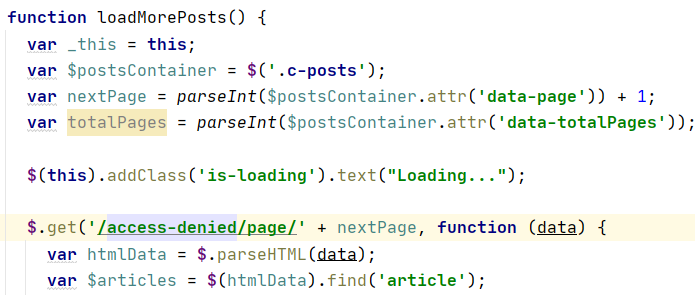 function loadMorePosts() {
var _this = this;
var $postsContainer = $('.c-posts');
var nextPage = parseInt($postsContainer.attr('data-page')) + 1;
var totalPages = parseInt($postsContainer.attr('data-totalPages'));
$(this).addClass('is-loading').text("Loading...");
$.get('/access-denied/page/' + nextPage, function (data) {
var htmlData = $.parseHTML(data);
var $articles = $(htmlData).find('article');